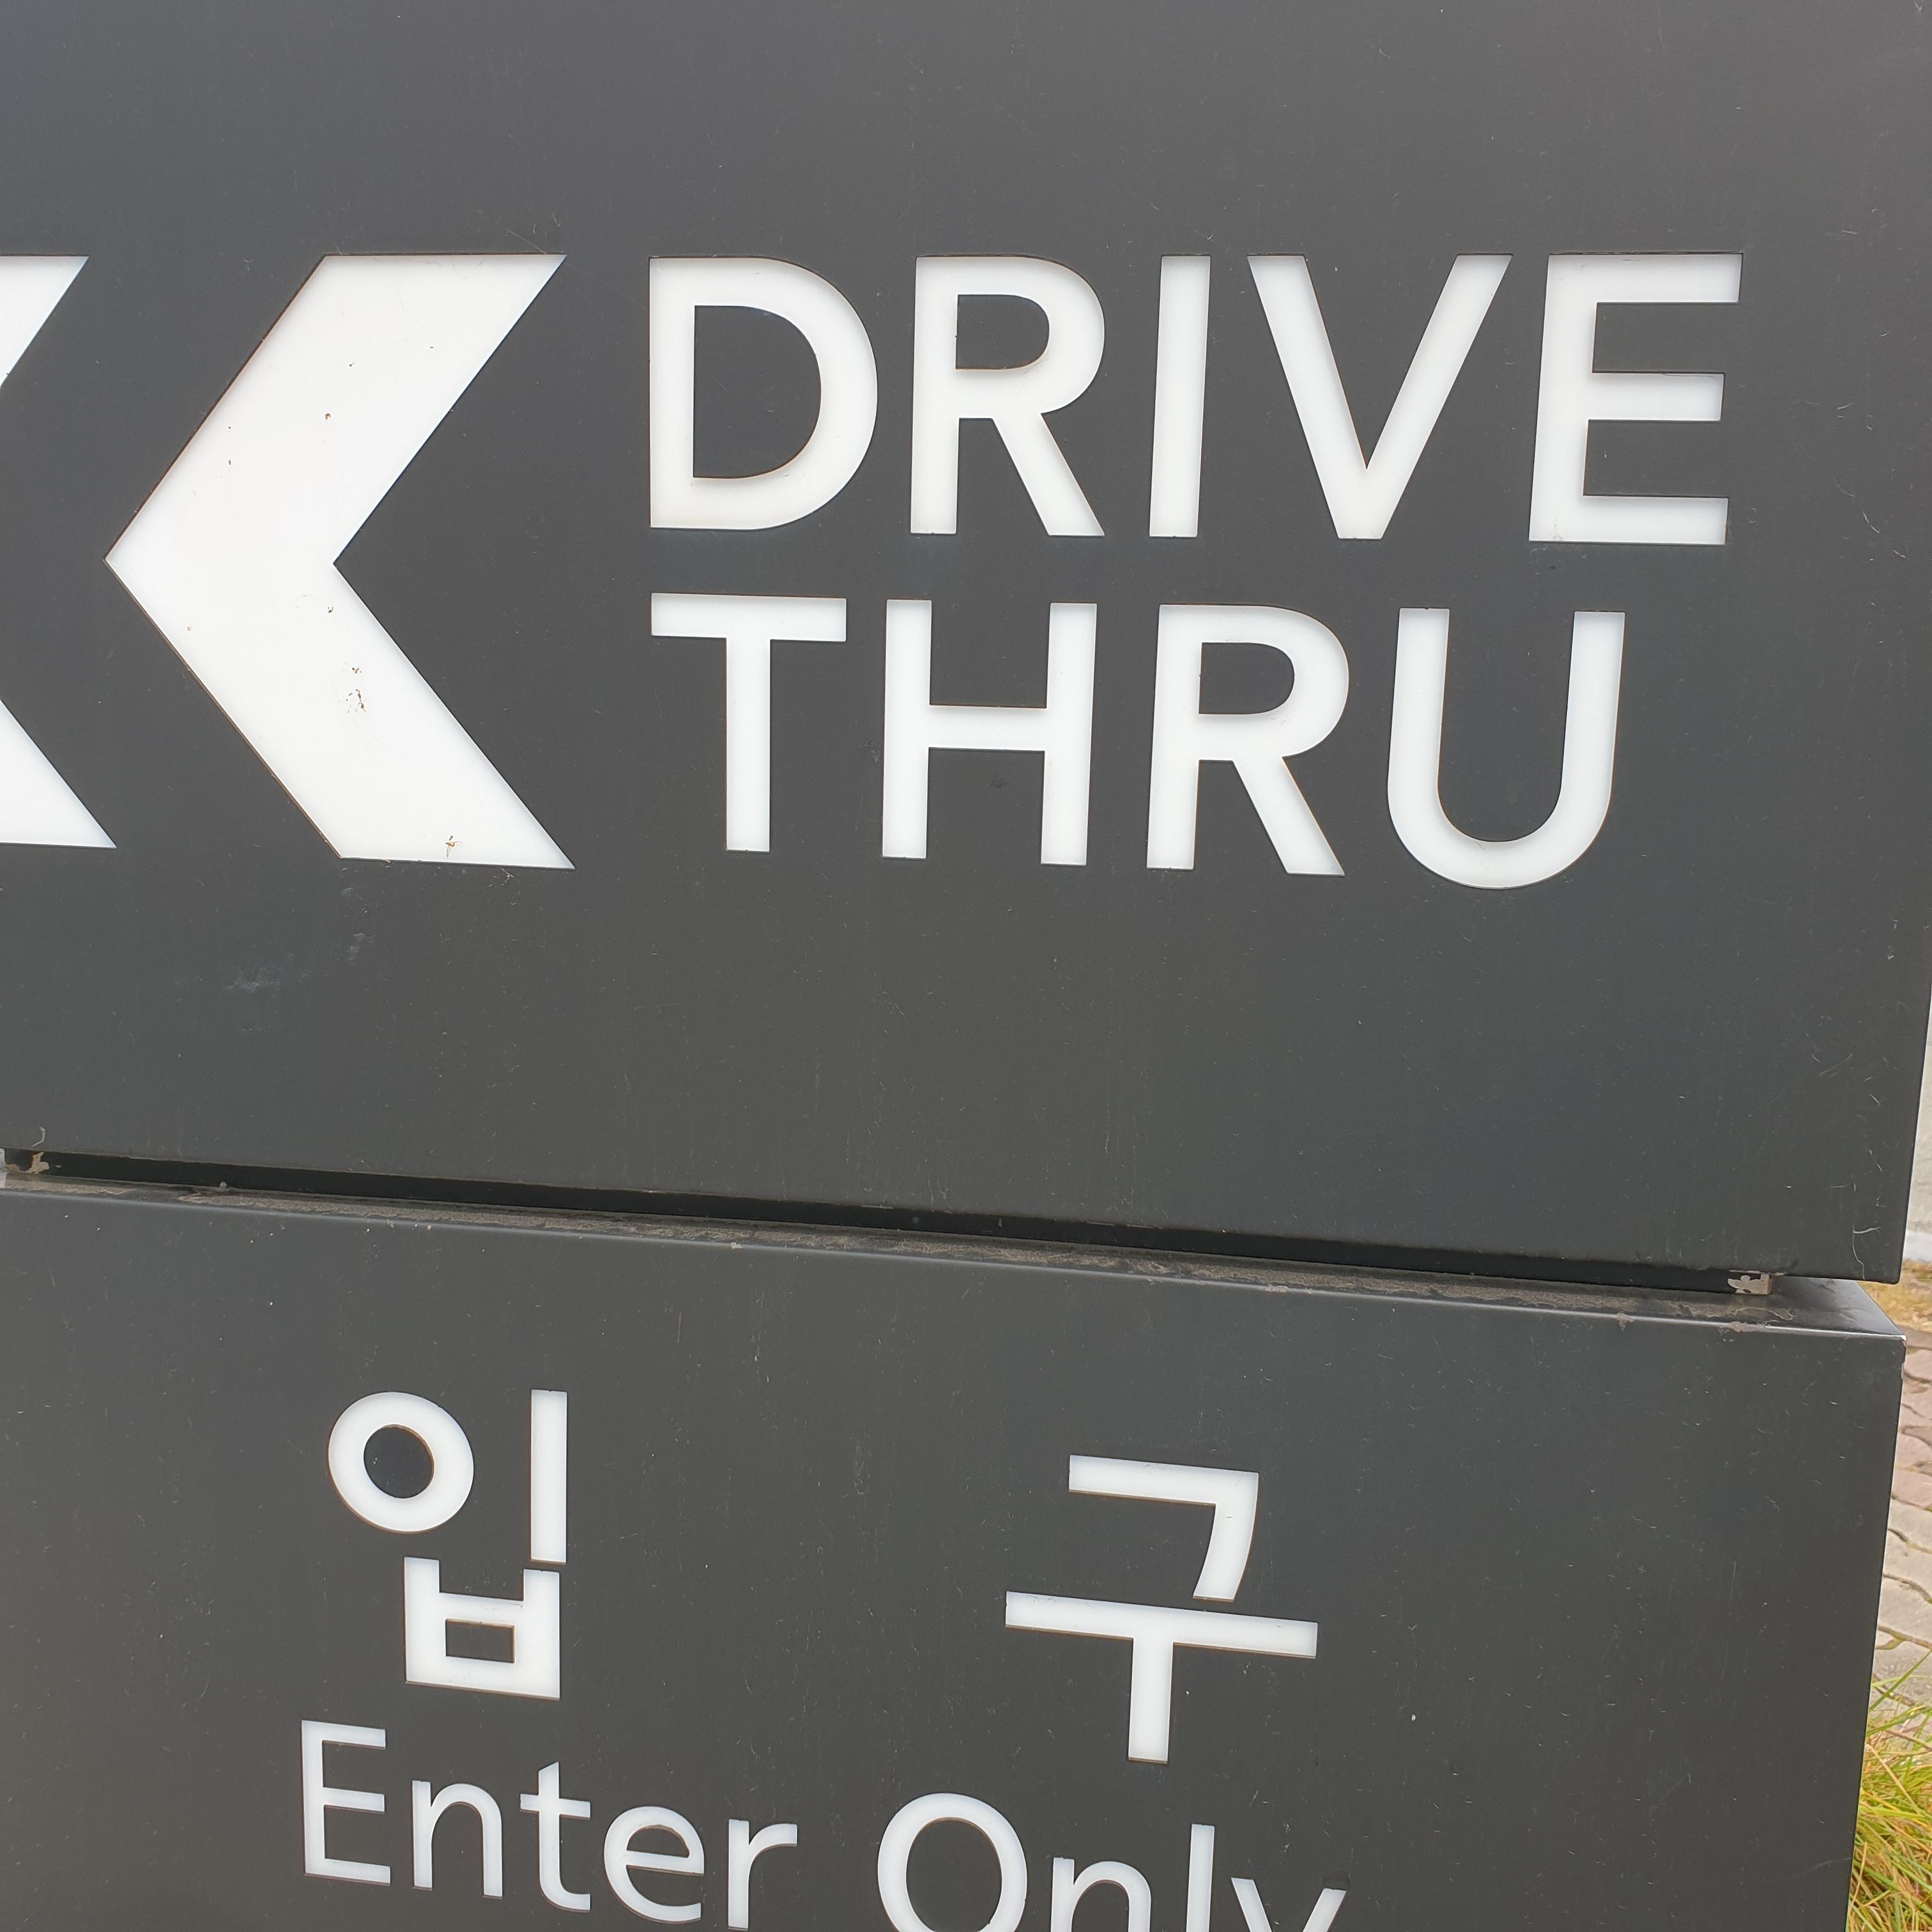 DRIVE
THRU
입 구
Enter Only